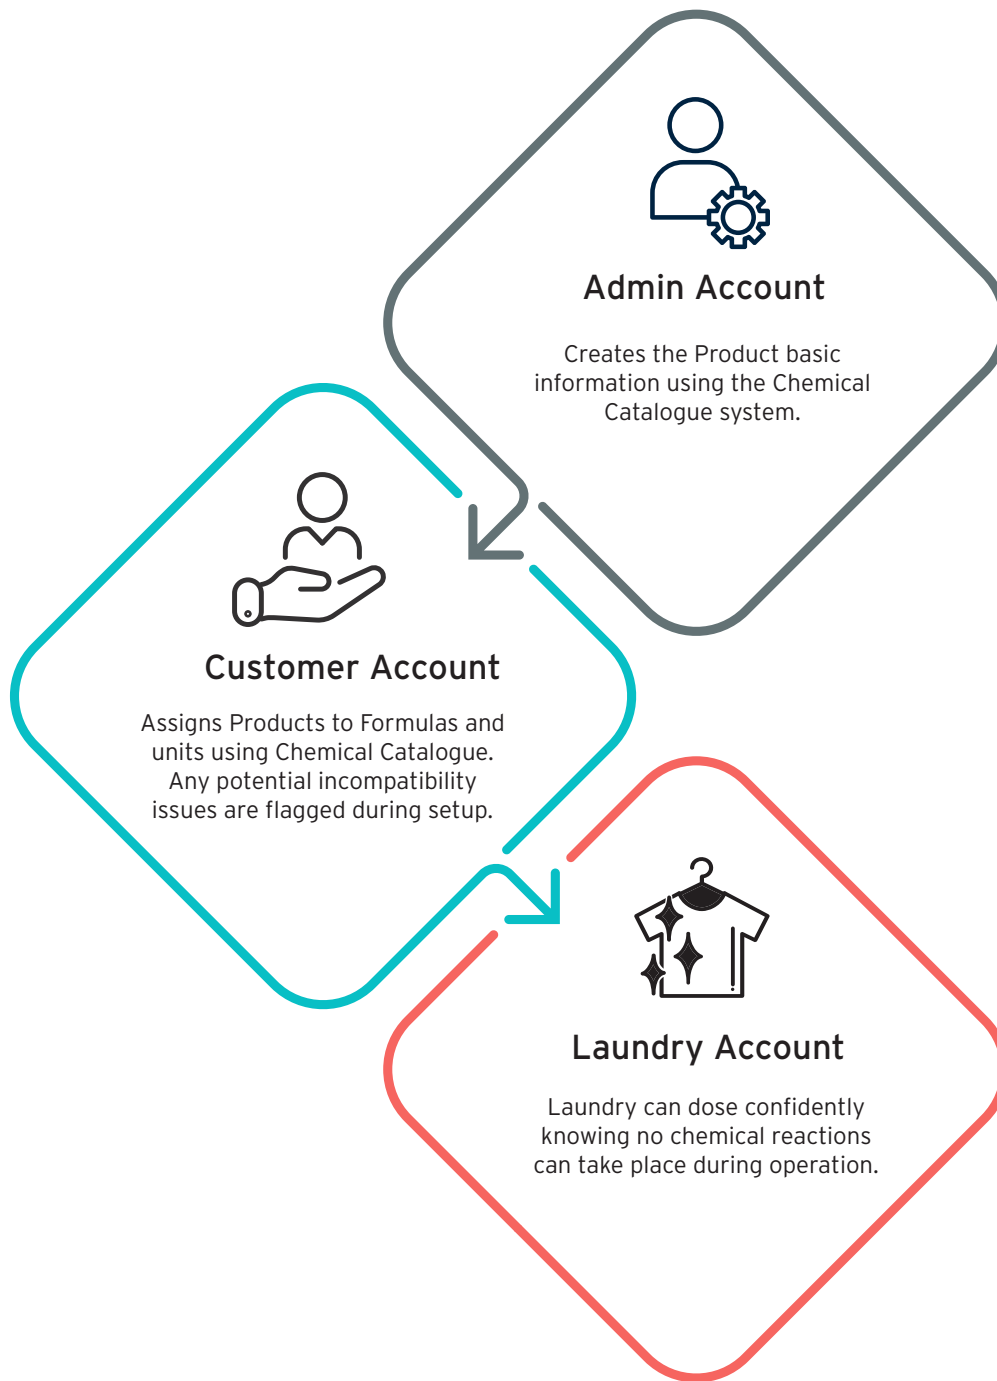 Admin Account
Creates the Product basic
information using the Chemical
Catalogue system.
Customer Account
Assigns Products to Formulas and
units using Chemical Catalogue.
Any potential incompatibility
issues are flagged during setup.
Laundry Account
Laundry can dose confidently
knowing no chemical reactions
can take place during operation.